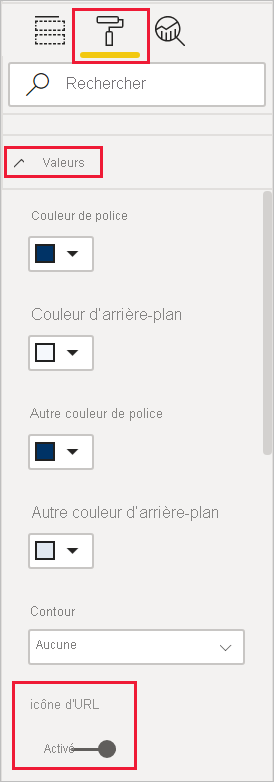 Rechercher
Valeurs
Couleur de police
Couleur d'arrière-plan
Autre couleur de police
Autre couleur d'arrière-plan
Contour
Aucune
icône d'URL
Activé